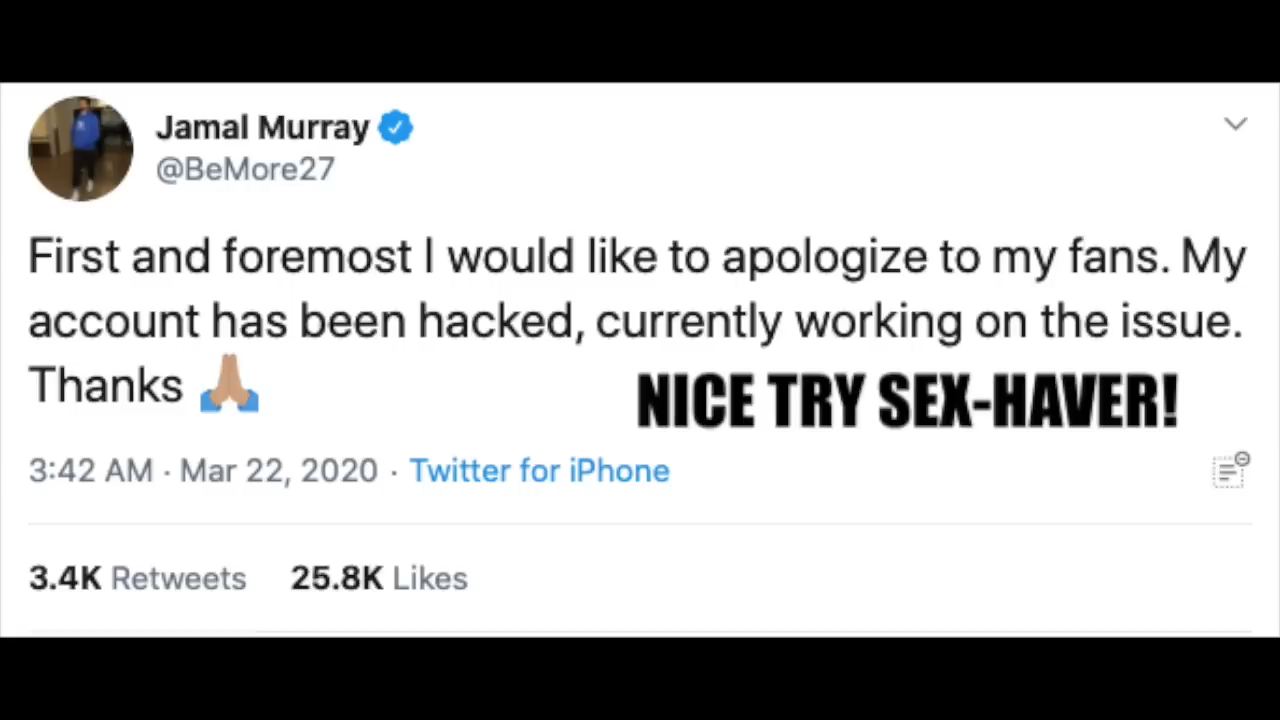 Jamal Murray
@BeMore27
First and foremost I would like to apologize to my fans. My
account has been hacked, currently working on the issue.
Thanks 🙏🏼
NICE TRY SEX-HAVER!
3:42 AM · Mar 22, 2020 · Twitter for iPhone
3.4K Retweets 25.8K Likes